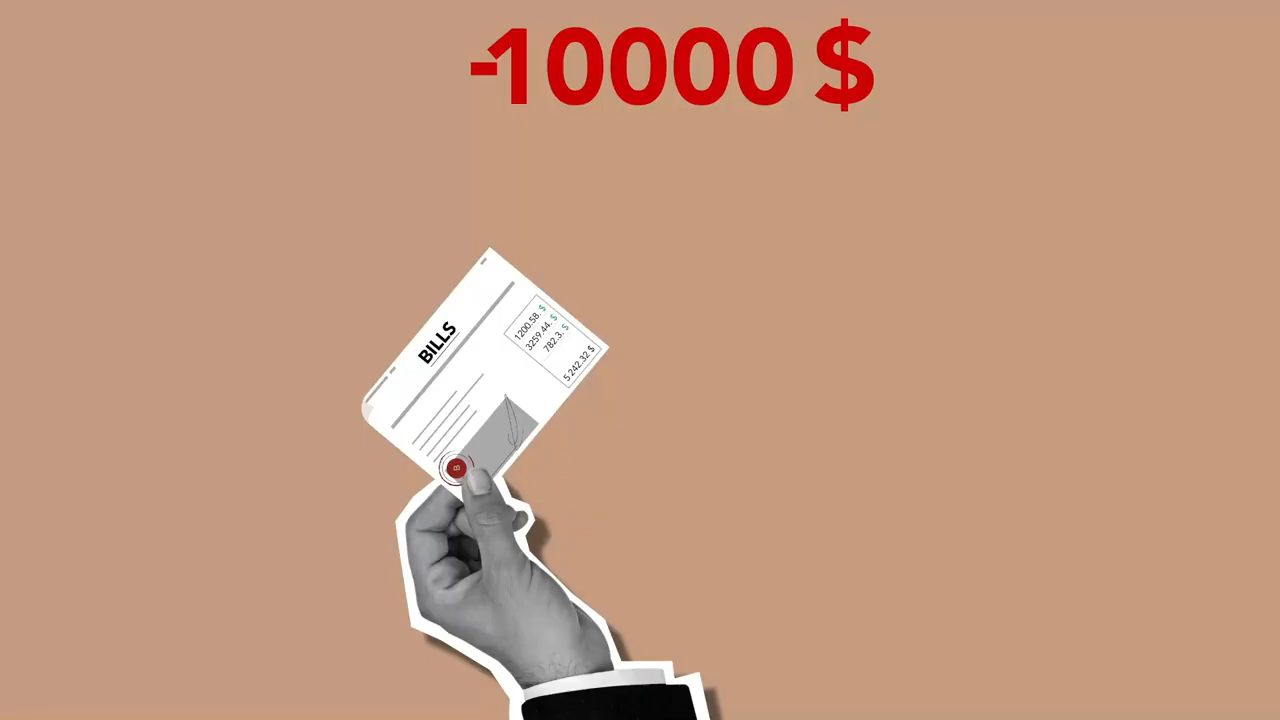 -10000 $
BILLS
1200.58. $
3259.44. $
782.3. $
5 242.32 $
B